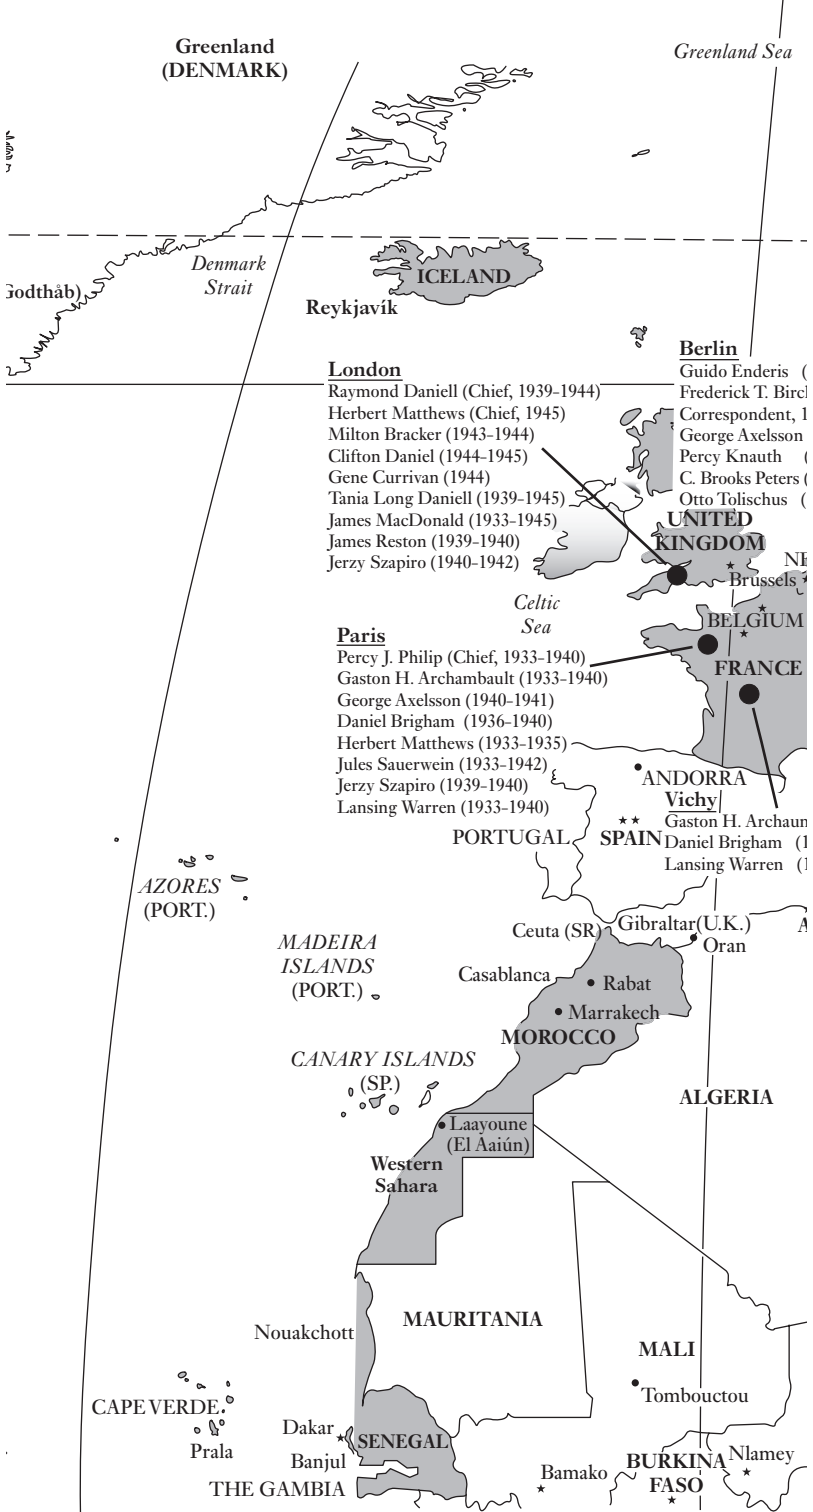 Greenland
(DENMARK)
Greenland Sea
Denmark
Strait
ICELAND
Godthåb)
Reykjavík
London
Raymond Daniell (Chief, 1939-1944)
Herbert Matthews (Chief, 1945)
Milton Bracker (1943-1944)
Clifton Daniel (1944-1945)
Gene Currivan (1944)
Tania Long Daniell (1939-1945)
James MacDonald (1933-1945)
James Reston (1939-1940)
Jerzy Szapiro (1940-1942)
Berlin
Guido Enderis (
Frederick T. Birc
Correspondent, 1
George Axelsson
Percy Knauth (
C. Brooks Peters (
Otto Tolischus (
UNITED
KINGDOM
NE
Brussels
Celtic
Sea
BELGIUM
Paris
Percy J. Philip (Chief, 1933-1940)
Gaston H. Archambault (1933-1940)
George Axelsson (1940-1941)
Daniel Brigham (1936-1940)
Herbert Matthews (1933-1935)
Jules Sauerwein (1933-1942)
Jerzy Szapiro (1939-1940)
Lansing Warren (1933-1940)
FRANCE
ANDORRA
Vichy
Gaston H. Archaum
Daniel Brigham (1
Lansing Warren (1
PORTUGAL
SPAIN
AZORES
(PORT.)
Ceuta (SR)
Gibraltar(U.K.)
A
Oran
MADEIRA
ISLANDS
(PORT.)
Casablanca
Rabat
Marrakech
MOROCCO
CANARY ISLANDS
(SP.)
ALGERIA
Laayoune
(El Aaiún)
Western
Sahara
MAURITANIA
Nouakchott
MALI
Tombouctou
CAPE VERDE
Prala
Dakar
SENEGAL
Banjul
THE GAMBIA
Bamako
BURKINA
FASO
Nlamey